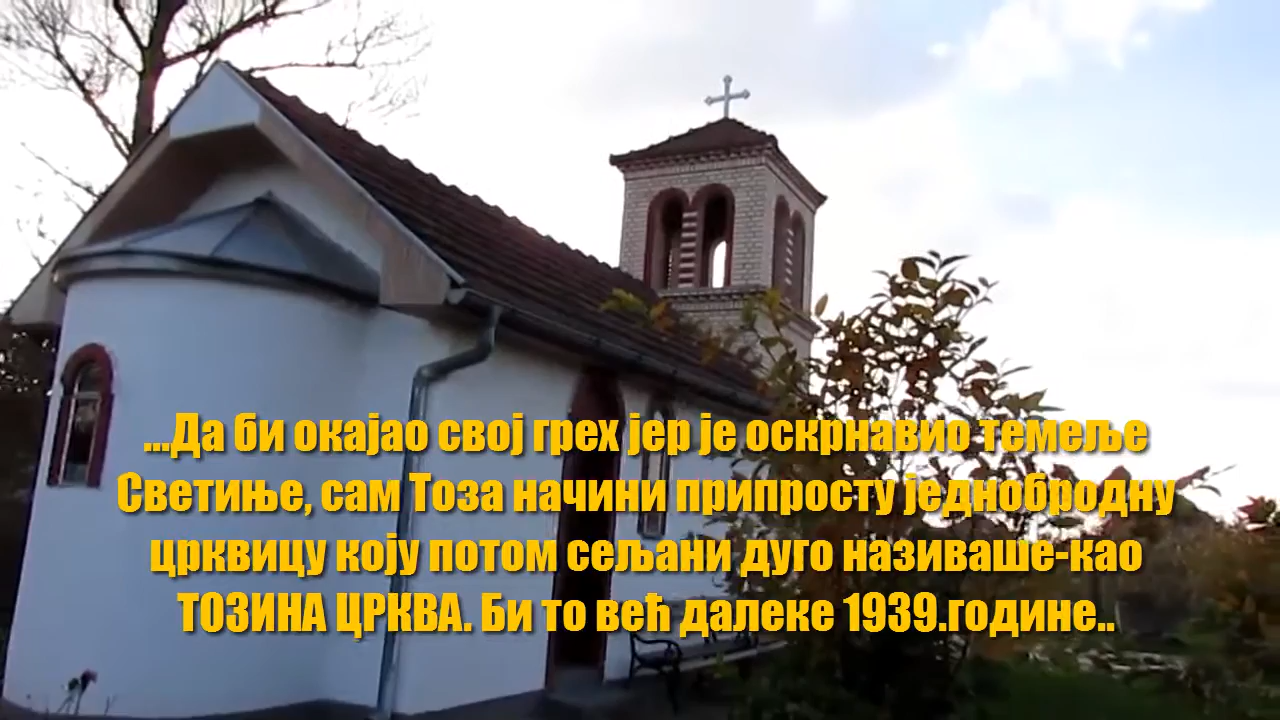 ...Да би окајао свој грех јер је оскрнавио темеље
Светиње, сам Тоза начини припросту једнобродну
црквицу коју потом сељани дуго називаше-као
ТОЗИНА ЦРКВА. Би то већ далеке 1939.године..